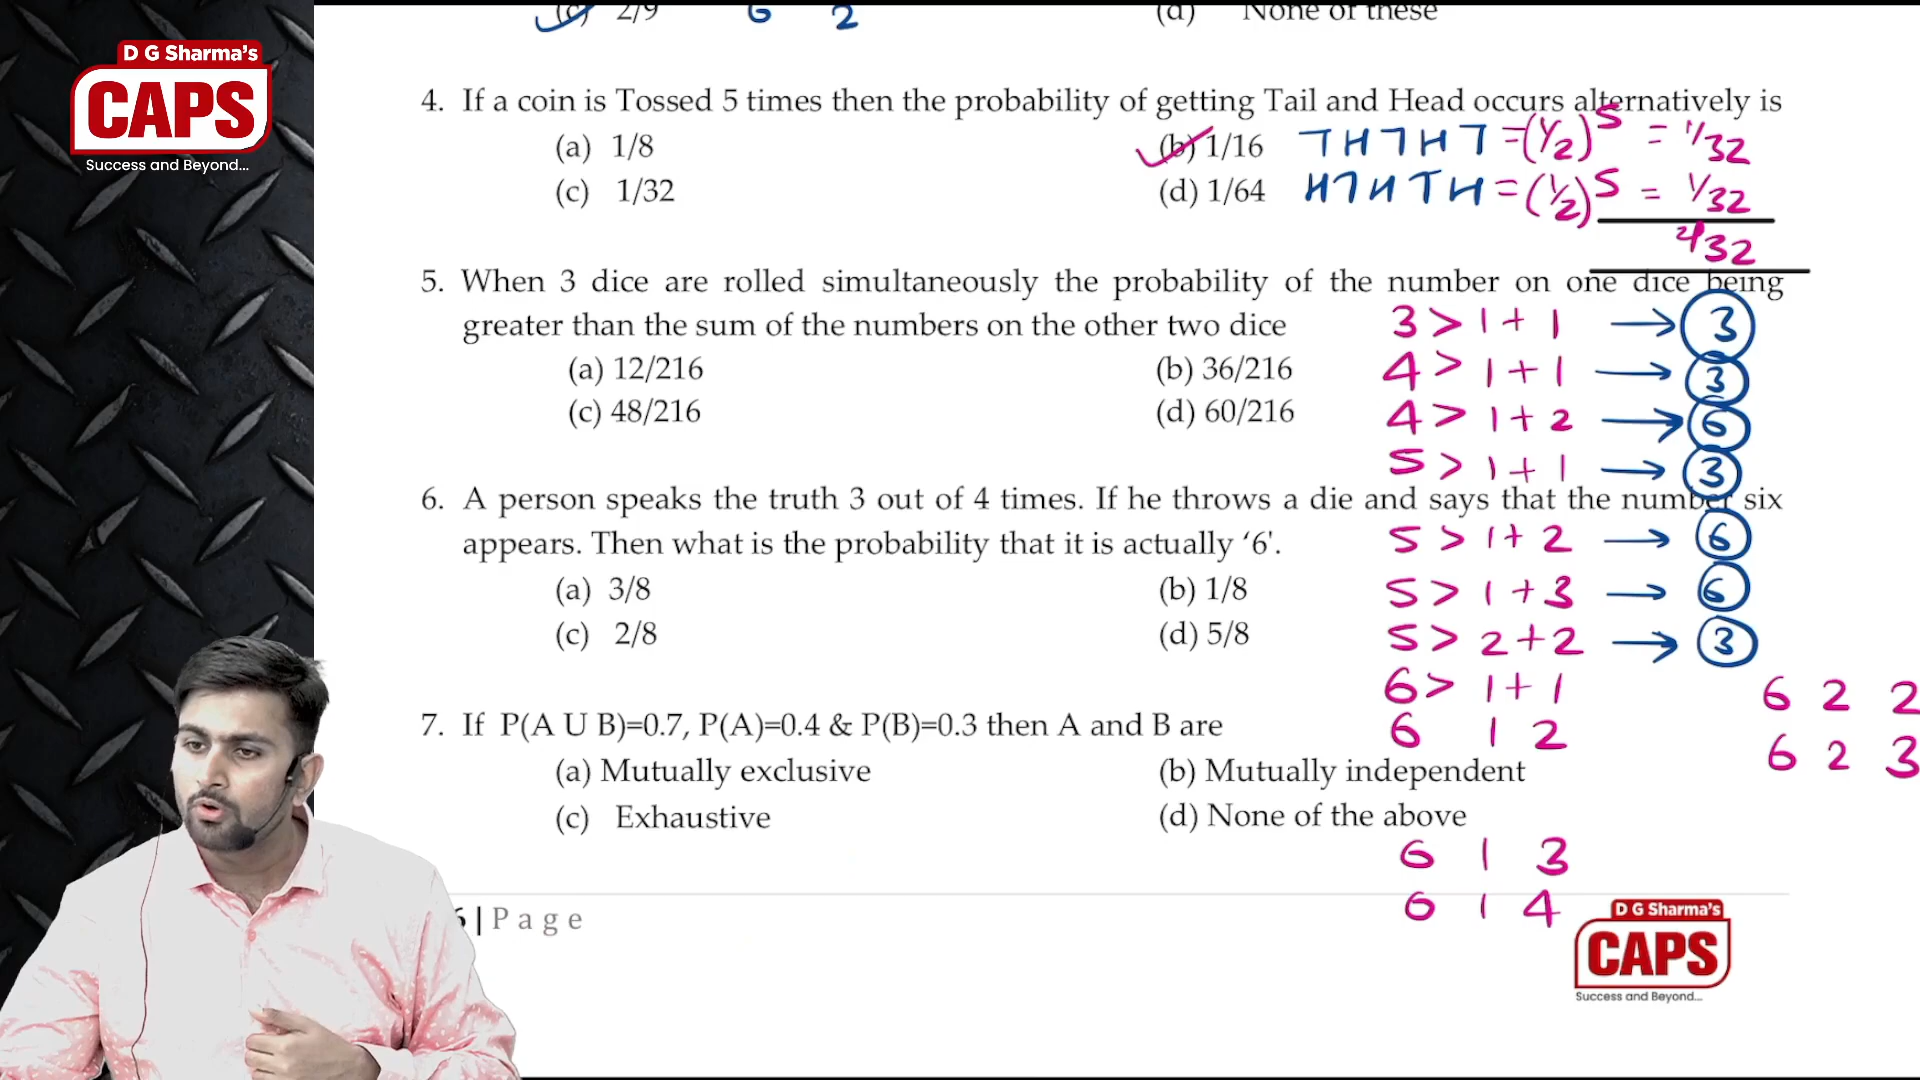 (c) 2/9 6 2 (d) None of these
D G Sharma's
CAPS
Success and Beyond...
4. If a coin is Tossed 5 times then the probability of getting Tail and Head occurs alternatively is
(a) 1/8 (b) 1/16 T H T H T = (1/2)^5 = 1/32
(c) 1/32 (d) 1/64 H T H T H = (1/2)^5 = 1/32
2/32
5. When 3 dice are rolled simultaneously the probability of the number on one dice being
greater than the sum of the numbers on the other two dice 3 > 1 + 1 → 3
(a) 12/216 (b) 36/216 4 > 1 + 1 → 3
(c) 48/216 (d) 60/216 4 > 1 + 2 → 6
5 > 1 + 1 → 3
6. A person speaks the truth 3 out of 4 times. If he throws a die and says that the number six
appears. Then what is the probability that it is actually ‘6'. 5 > 1 + 2 → 6
(a) 3/8 (b) 1/8 5 > 1 + 3 → 6
(c) 2/8 (d) 5/8 5 > 2 + 2 → 3
6 > 1 + 1 6 2 2
7. If P(A U B)=0.7, P(A)=0.4 & P(B)=0.3 then A and B are 6 1 2 6 2 3
(a) Mutually exclusive (b) Mutually independent
(c) Exhaustive (d) None of the above
6 1 3
6 1 4
| P a g e
D G Sharma's
CAPS
Success and Beyond...